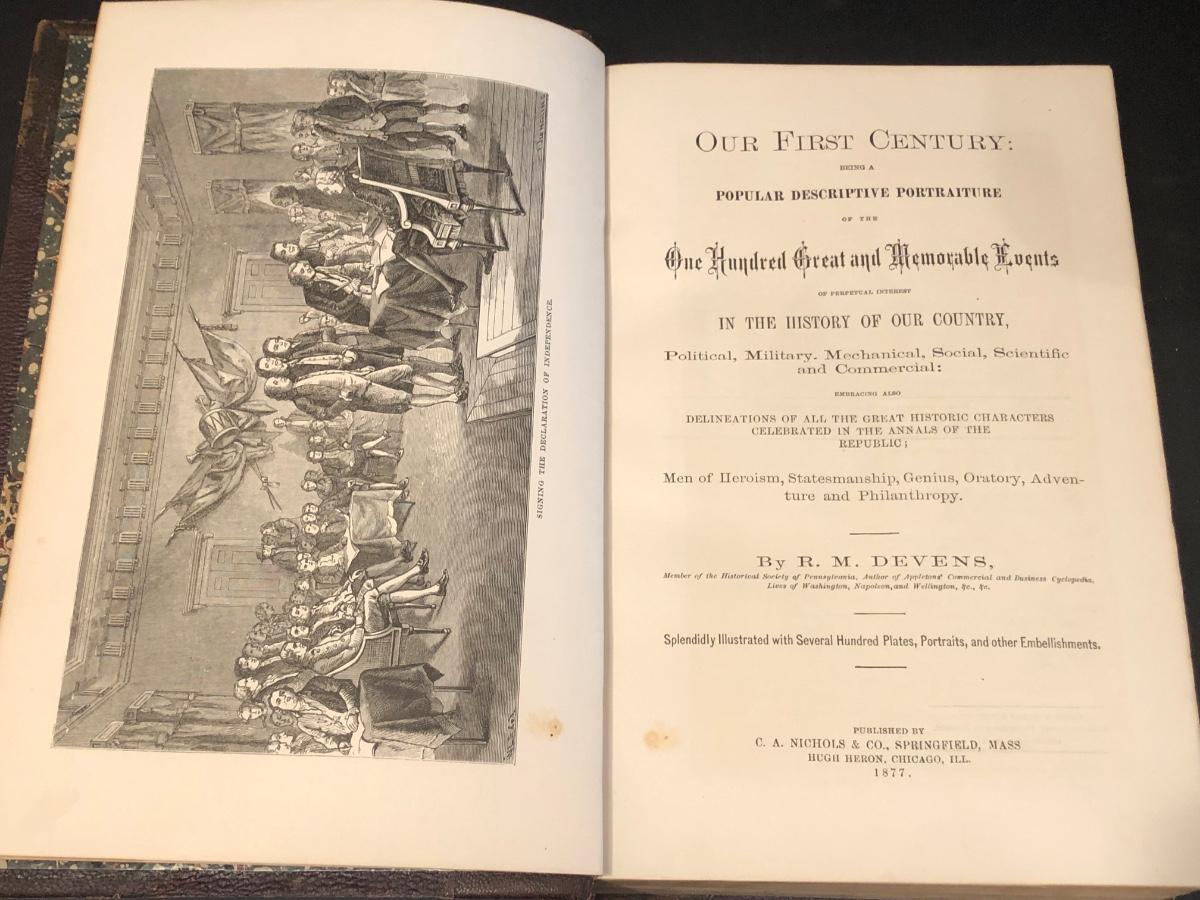 SIGNING THE DECLARATION OF INDEPENDENCE.
OUR FIRST CENTURY:
BEING A
POPULAR DESCRIPTIVE PORTRAITURE
OF THE
One Hundred Great and Memorable Events
OF PERPETUAL INTEREST
IN THE HISTORY OF OUR COUNTRY,
Political, Military. Mechanical, Social, Scientific
and Commercial:
EMBRACING ALSO
DELINEATIONS OF ALL THE GREAT HISTORIC CHARACTERS
CELEBRATED IN THE ANNALS OF THE
REPUBLIC;
Men of Heroism, Statesmanship, Genius, Oratory, Adven-
ture and Philanthropy.
By R. M. DEVENS,
Member of the Historical Society of Pennsylvania, Author of Appletons' Commercial and Business Cyclopedia,
Lives of Washington, Napoleon, and Wellington, &c., &c.
Splendidly Illustrated with Several Hundred Plates, Portraits, and other Embellishments.
PUBLISHED BY
C. A. NICHOLS & CO., SPRINGFIELD, MASS
HUGH HERON, CHICAGO, ILL.
1877.